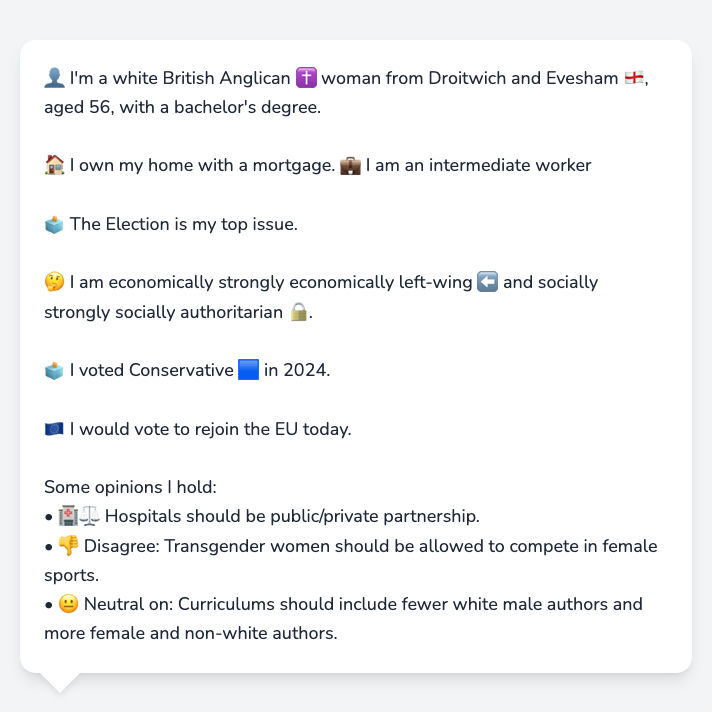 👤 I'm a white British Anglican ✝️ woman from Droitwich and Evesham 🏴󠁧󠁢󠁥󠁮󠁧󠁿,
aged 56, with a bachelor's degree.
🏠 I own my home with a mortgage. 💼 I am an intermediate worker
🗳️ The Election is my top issue.
🤔 I am economically strongly economically left-wing ⬅️ and socially
strongly socially authoritarian 🔒.
🗳️ I voted Conservative 🟦 in 2024.
🇪🇺 I would vote to rejoin the EU today.
Some opinions I hold:
• 🏥⚖️ Hospitals should be public/private partnership.
• 👎 Disagree: Transgender women should be allowed to compete in female
sports.
• 😐 Neutral on: Curriculums should include fewer white male authors and
more female and non-white authors.